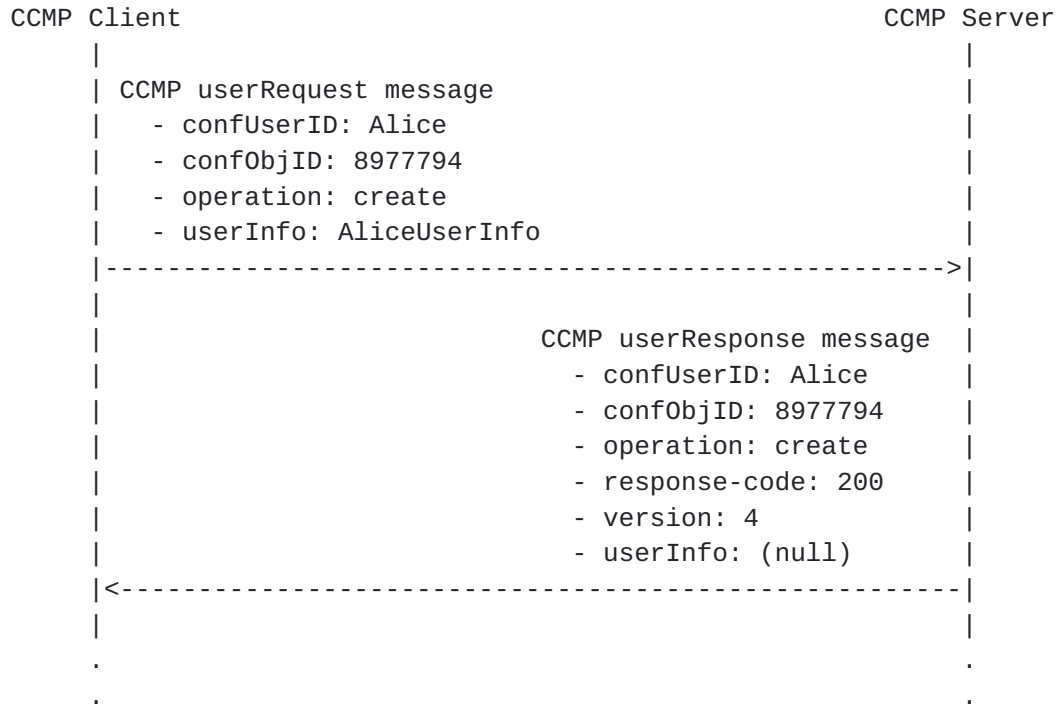 CCMP Client CCMP Server
CCMP userRequest message
- confUserID: Alice
- confObjID: 8977794
- operation: create
- userInfo: AliceUserInfo
CCMP userResponse message
- confUserID: Alice
- confObjID: 8977794
- operation: create
- response-code: 200
- version: 4
- userInfo: (null)